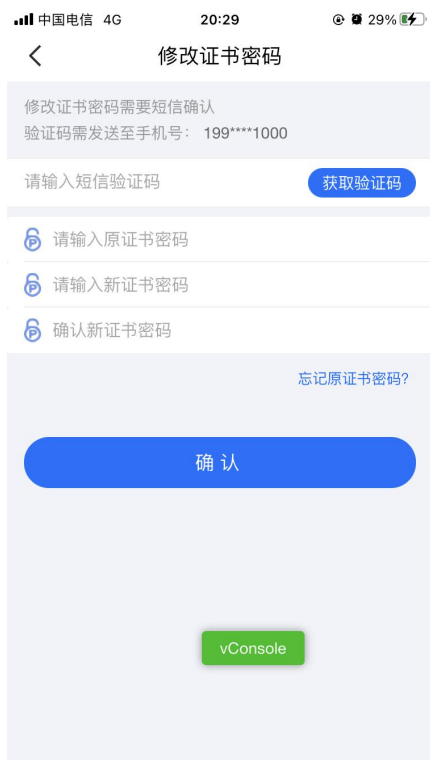 中国电信 4G 20:29 29%
修改证书密码
修改证书密码需要短信确认
验证码需发送至手机号： 199****1000
请输入短信验证码 获取验证码
请输入原证书密码
请输入新证书密码
确认新证书密码
忘记原证书密码?
确 认
vConsole